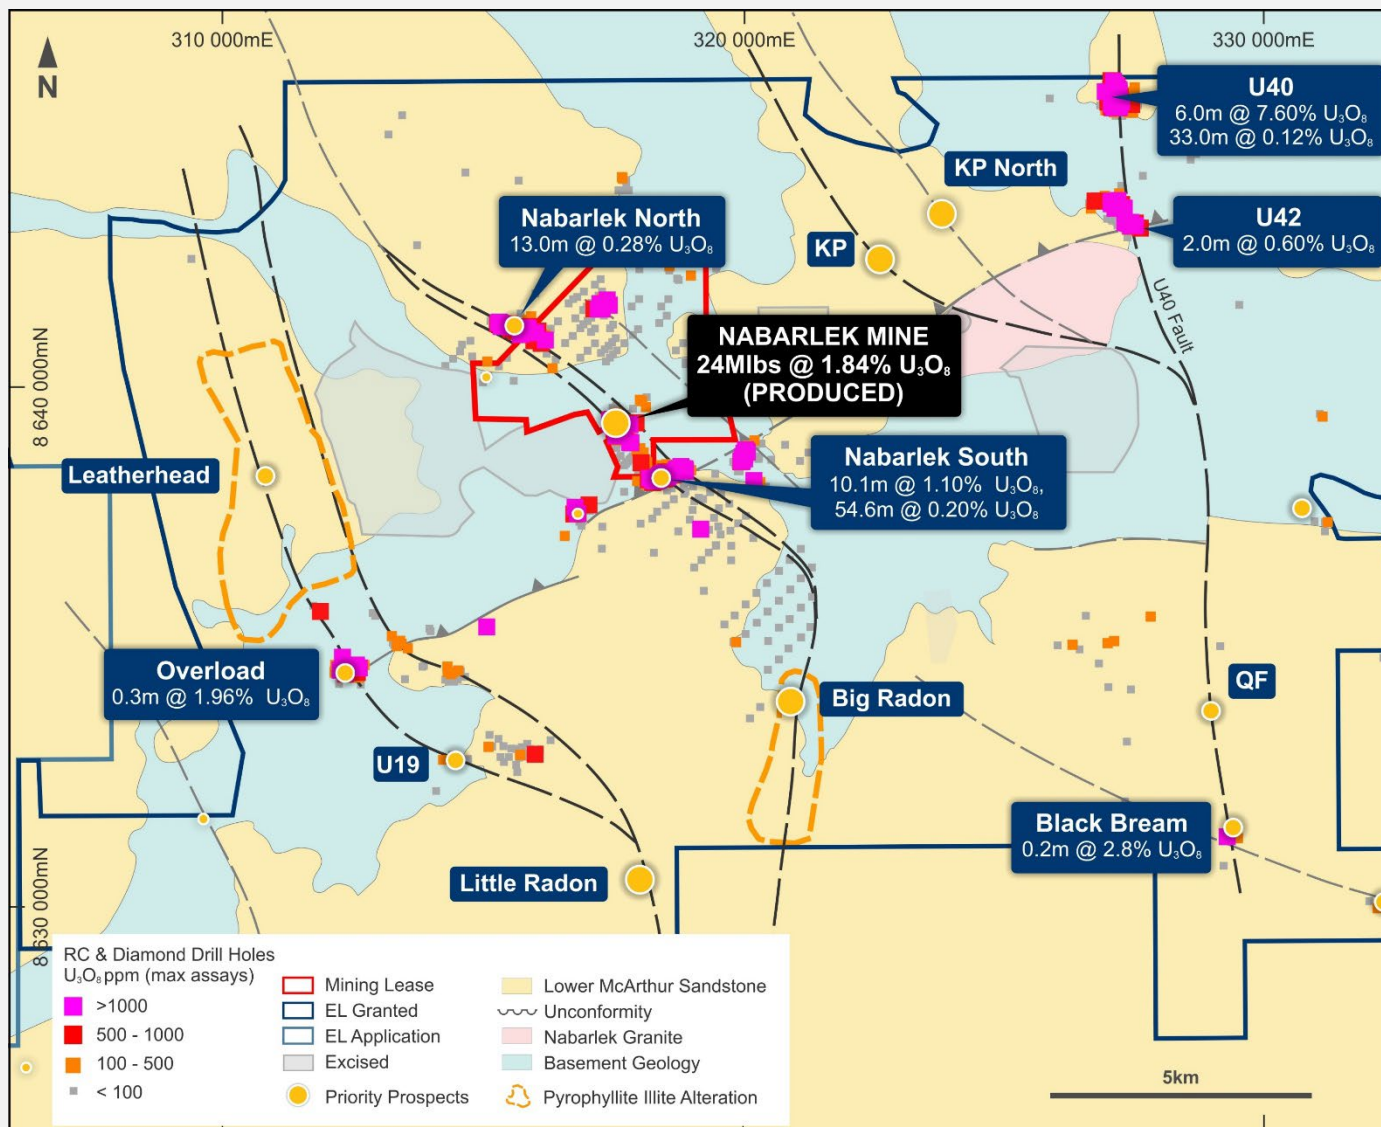 310 000mE
320 000mE
330 000mE
N
U40
6.0m @ 7.60% U₃O₈
33.0m @ 0.12% U₃O₈
KP North
Nabarlek North
13.0m @ 0.28% U₃O₈
U42
2.0m @ 0.60% U₃O₈
KP
U40 Fault
NABARLEK MINE
24Mlbs @ 1.84% U₃O₈
(PRODUCED)
8 640 000mN
Leatherhead
Nabarlek South
10.1m @ 1.10% U₃O₈,
54.6m @ 0.20% U₃O₈
Overload
0.3m @ 1.96% U₃O₈
QF
Big Radon
U19
Black Bream
0.2m @ 2.8% U₃O₈
Little Radon
8 630 000mN
RC & Diamond Drill Holes
U₃O₈ ppm (max assays)
>1000
500 - 1000
100 - 500
< 100
Mining Lease
EL Granted
EL Application
Excised
Priority Prospects
Lower McArthur Sandstone
Unconformity
Nabarlek Granite
Basement Geology
Pyrophyllite Illite Alteration
5km